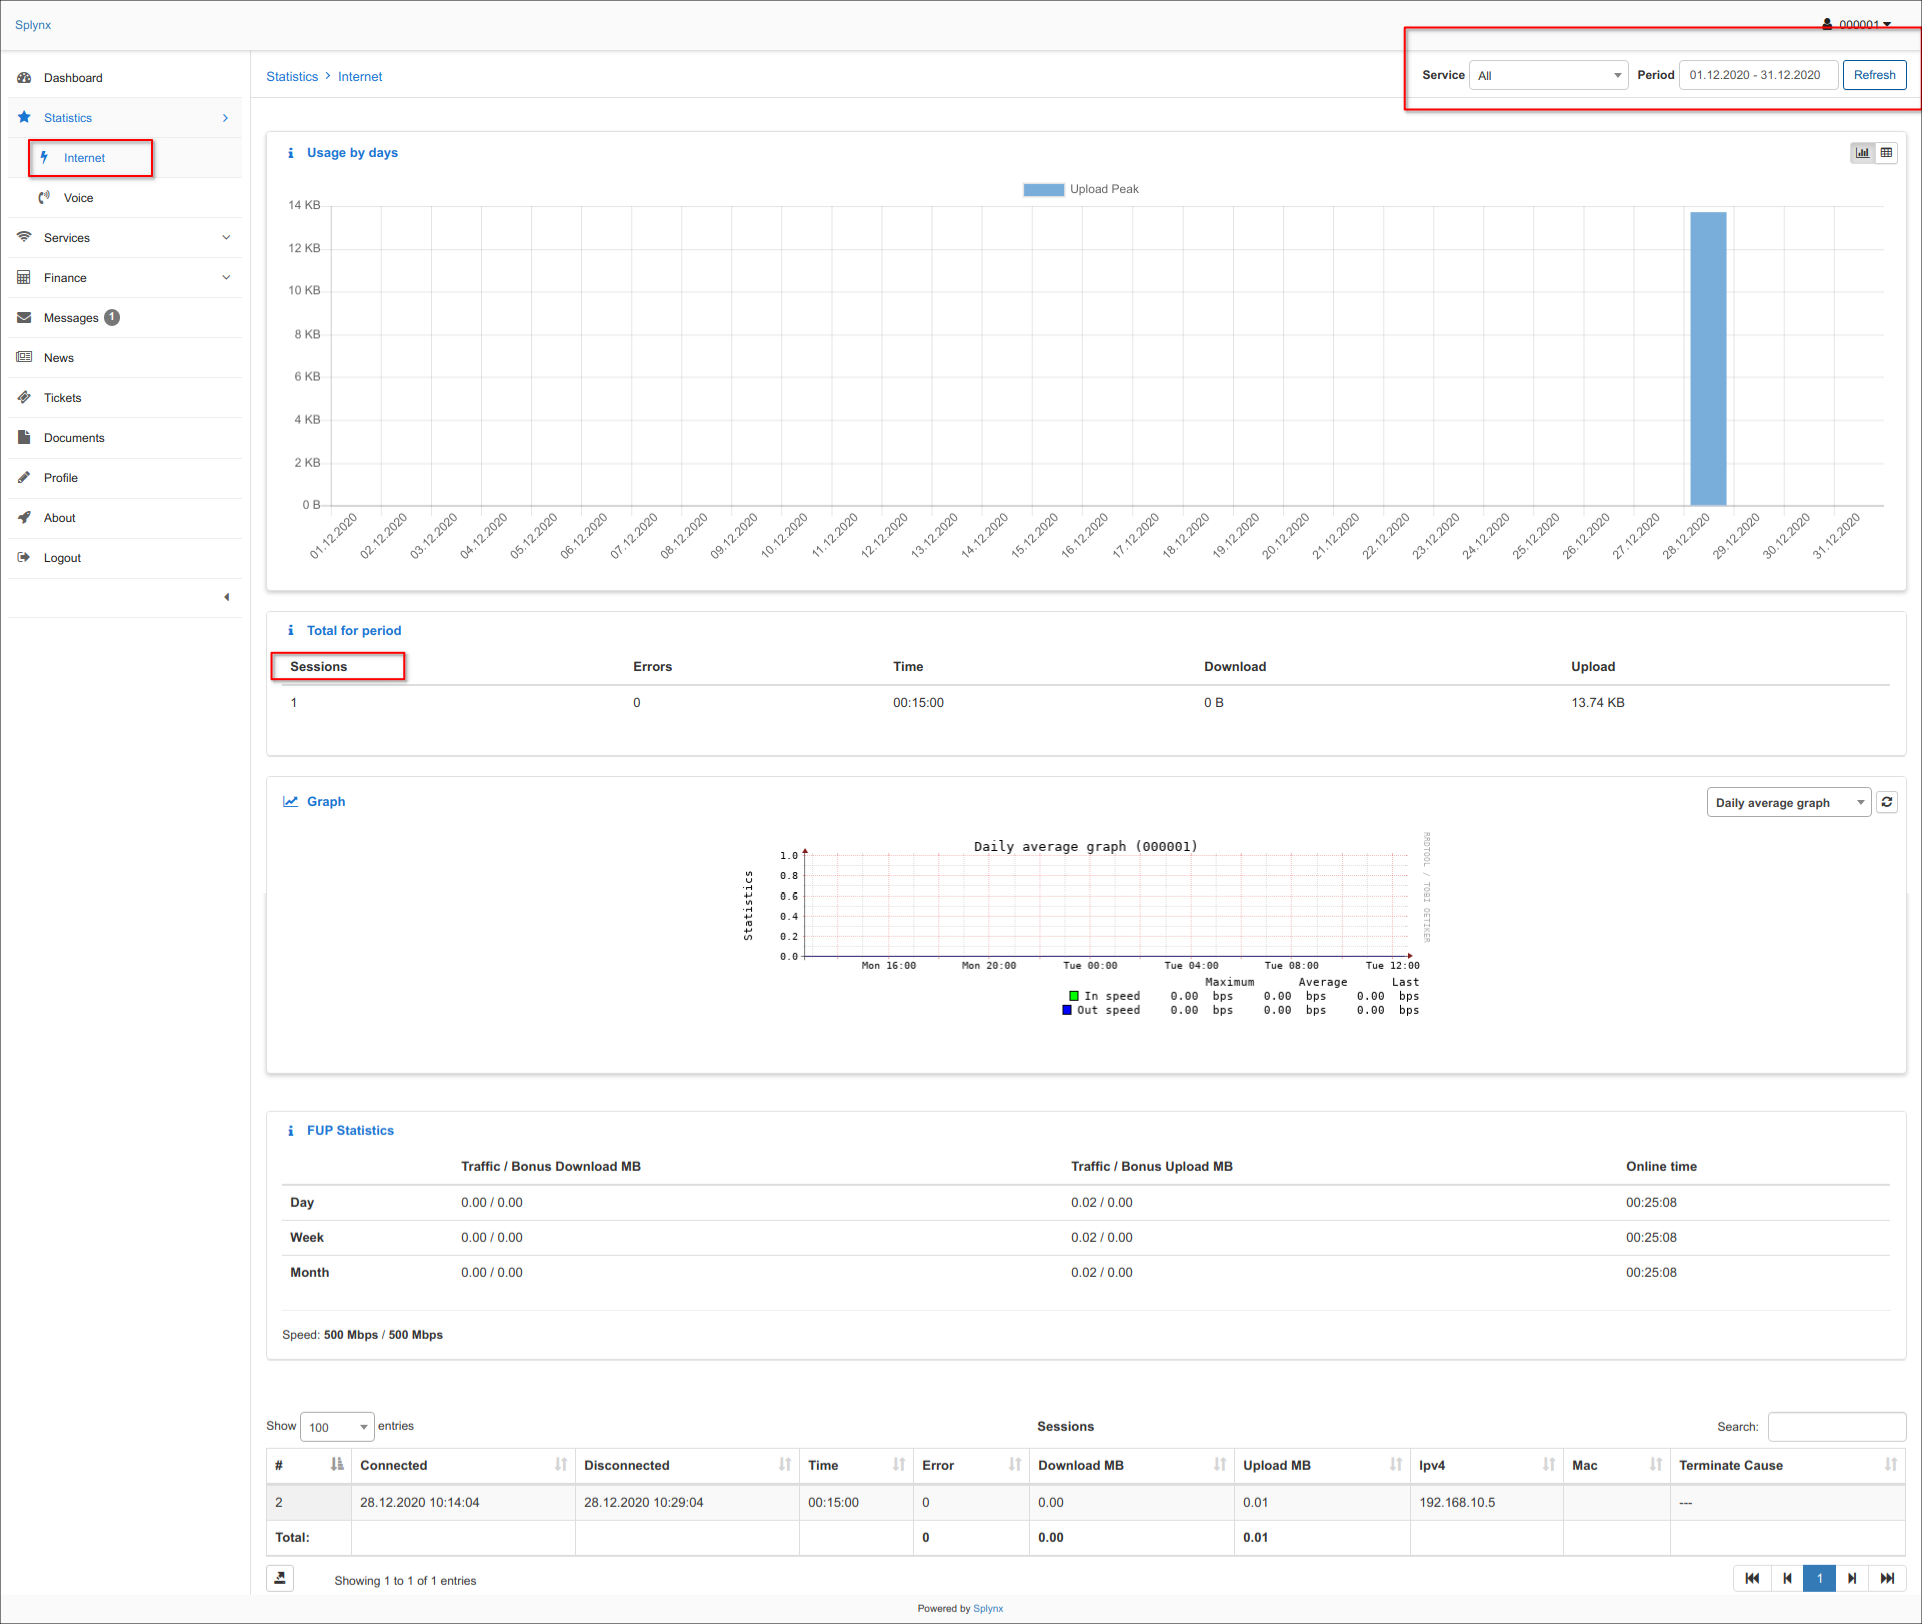 Splynx
000001
Dashboard
Statistics
Internet
Voice
Services
Finance
Messages 1
News
Tickets
Documents
Profile
About
Logout
Statistics > Internet
Service All Period 01.12.2020 - 31.12.2020 Refresh
Usage by days
Upload Peak
14 KB
12 KB
10 KB
8 KB
6 KB
4 KB
2 KB
0 B
01.12.2020 02.12.2020 03.12.2020 04.12.2020 05.12.2020 06.12.2020 07.12.2020 08.12.2020 09.12.2020 10.12.2020 11.12.2020 12.12.2020 13.12.2020 14.12.2020 15.12.2020 16.12.2020 17.12.2020 18.12.2020 19.12.2020 20.12.2020 21.12.2020 22.12.2020 23.12.2020 24.12.2020 25.12.2020 26.12.2020 27.12.2020 28.12.2020 29.12.2020 30.12.2020 31.12.2020
Total for period
Sessions Errors Time Download Upload
1 0 00:15:00 0 B 13.74 KB
Graph
Daily average graph
Daily average graph (000001)
RRDTOOL / TOBI OETIKER
Statistics
1.0
0.8
0.6
0.4
0.2
0.0
Mon 16:00 Mon 20:00 Tue 00:00 Tue 04:00 Tue 08:00 Tue 12:00
Maximum Average Last
In speed 0.00 bps 0.00 bps 0.00 bps
Out speed 0.00 bps 0.00 bps 0.00 bps
FUP Statistics
Traffic / Bonus Download MB Traffic / Bonus Upload MB Online time
Day 0.00 / 0.00 0.02 / 0.00 00:25:08
Week 0.00 / 0.00 0.02 / 0.00 00:25:08
Month 0.00 / 0.00 0.02 / 0.00 00:25:08
Speed: 500 Mbps / 500 Mbps
Show 100 entries Sessions Search:
# Connected Disconnected Time Error Download MB Upload MB Ipv4 Mac Terminate Cause
2 28.12.2020 10:14:04 28.12.2020 10:29:04 00:15:00 0 0.00 0.01 192.168.10.5 ---
Total: 0 0.00 0.01
Showing 1 to 1 of 1 entries 1
Powered by Splynx